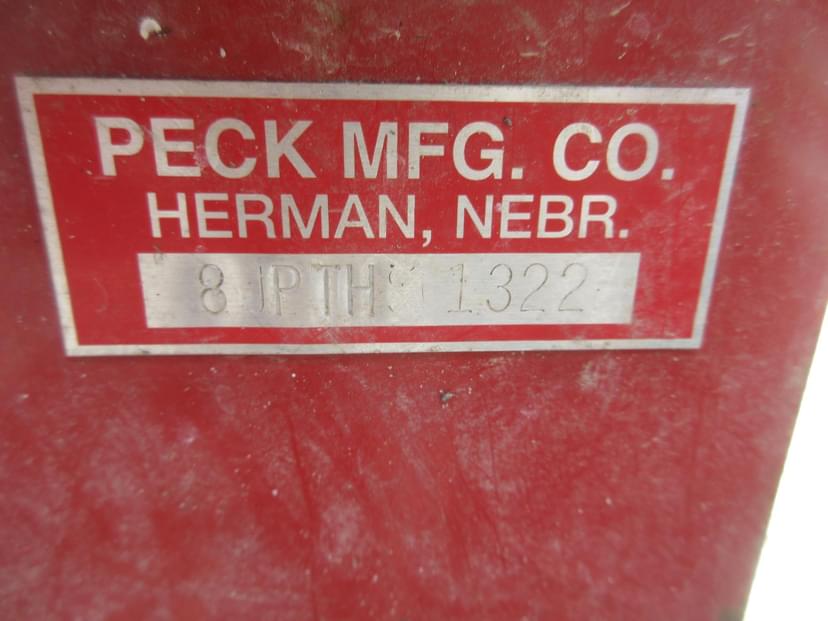 PECK MFG. CO.
HERMAN, NEBR.
8 1322